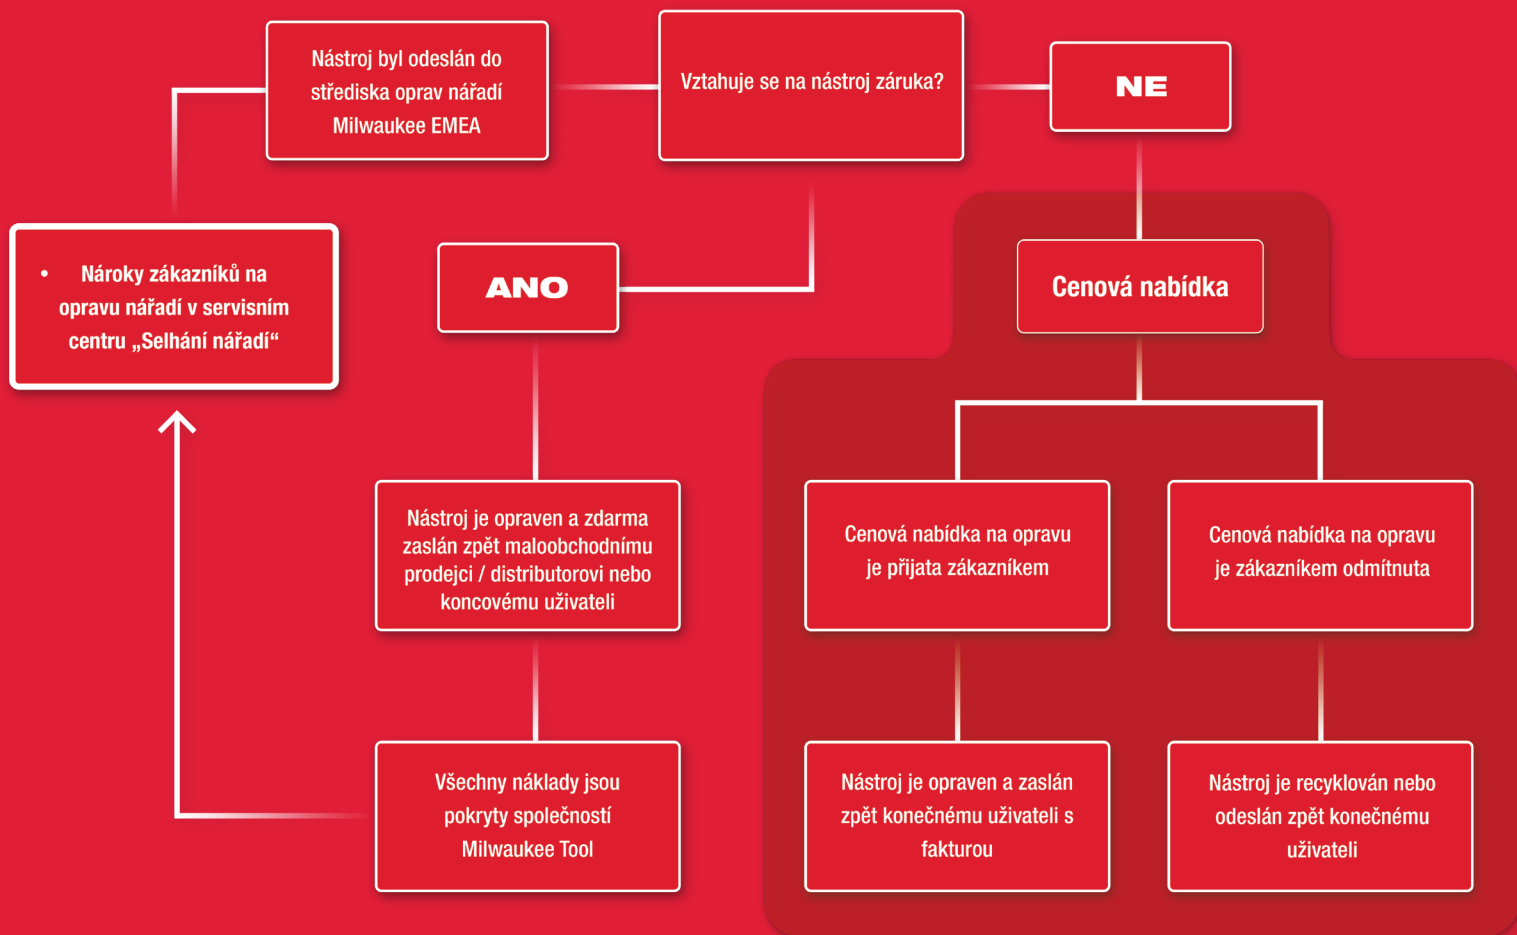 Nástroj byl odeslán do
střediska oprav nářadí
Milwaukee EMEA
Vztahuje se na nástroj záruka?
NE
• Nároky zákazníků na
opravu nářadí v servisním
centru „Selhání nářadí“
ANO
Cenová nabídka
Nástroj je opraven a zdarma
zaslán zpět maloobchodnímu
prodejci / distributorovi nebo
koncovému uživateli
Cenová nabídka na opravu
je přijata zákazníkem
Cenová nabídka na opravu
je zákazníkem odmítnuta
Všechny náklady jsou
pokryty společností
Milwaukee Tool
Nástroj je opraven a zaslán
zpět konečnému uživateli s
fakturou
Nástroj je recyklován nebo
odeslán zpět konečnému
uživateli